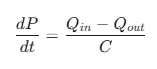 dP/dt = (Q_in − Q_out)/C